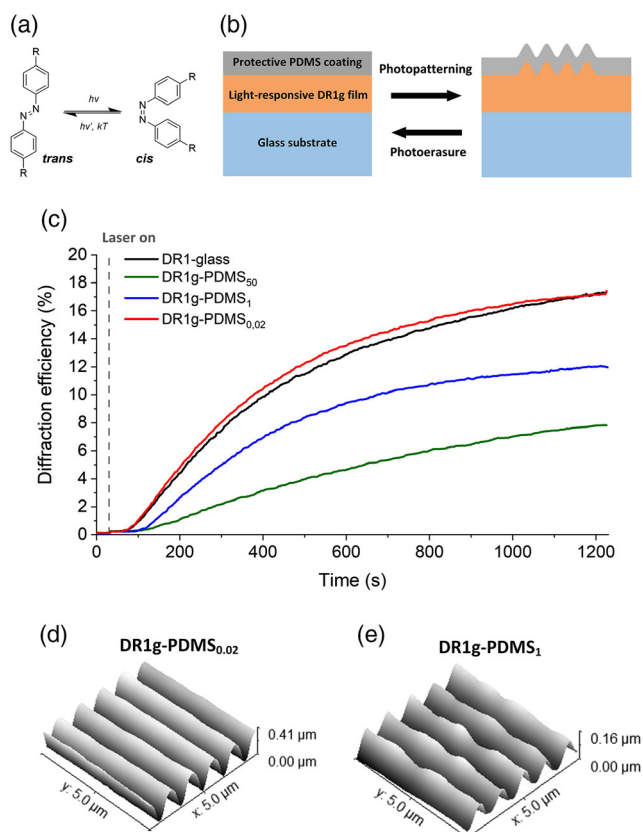 (a)
R
N
N
R
trans
hv
hv', kT
R
N
N
R
cis
(b)
Protective PDMS coating
Light-responsive DR1g film
Glass substrate
Photopatterning
Photoerasure
(c)
Laser on
DR1-glass
DR1g-PDMS50
DR1g-PDMS1
DR1g-PDMS0,02
Diffraction efficiency (%)
20
18
16
14
12
10
8
6
4
2
0
0 200 400 600 800 1000 1200
Time (s)
(d)
DR1g-PDMS0.02
0.41 µm
0.00 µm
y: 5.0 µm
x: 5.0 µm
(e)
DR1g-PDMS1
0.16 µm
0.00 µm
y: 5.0 µm
x: 5.0 µm